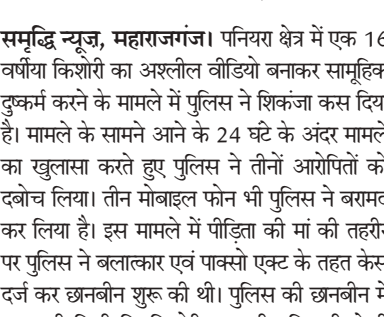 समृद्धि न्यूज़, महाराजगंज। पनियरा क्षेत्र में एक 16
वर्षीया किशोरी का अश्लील वीडियो बनाकर सामूहिक
दुष्कर्म करने के मामले में पुलिस ने शिकंजा कस दिय
है। मामले के सामने आने के 24 घंटे के अंदर मामले
का खुलासा करते हुए पुलिस ने तीनों आरोपितों के
दबोच लिया। तीन मोबाइल फोन भी पुलिस ने बरामद
कर लिया है। इस मामले में पीड़िता की मां की तहरीर
पर पुलिस ने बलात्कार एवं पाक्सो एक्ट के तहत केस
दर्ज कर छानबीन शुरू की थी। पुलिस की छानबीन में